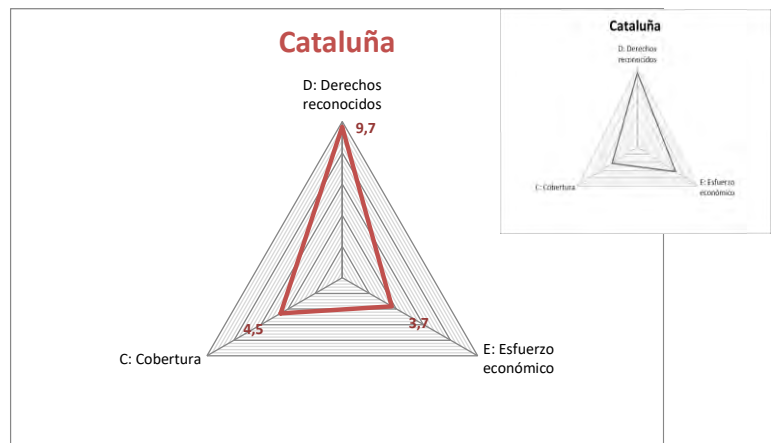 Cataluña
D: Derechos
reconocidos
9,7
4,5
3,7
C: Cobertura
E: Esfuerzo
económico
Cataluña
D: Derechos
reconocidos
C: Cobertura
E: Esfuerzo
económico